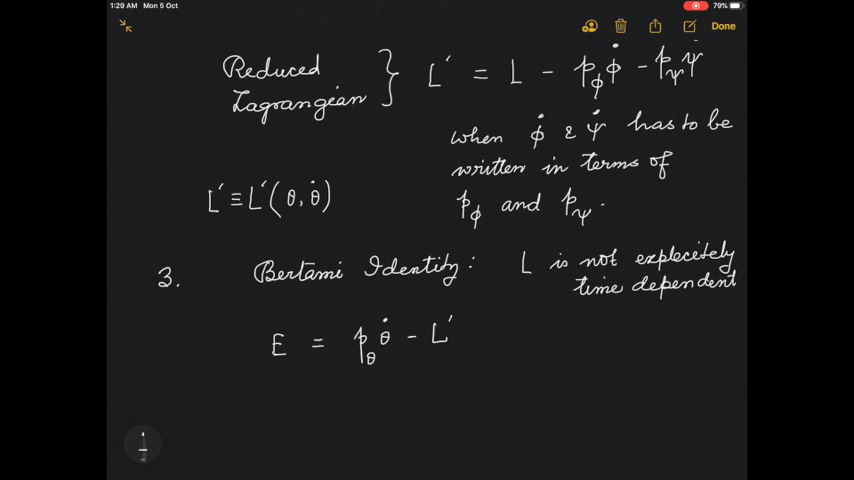 1:29 AM Mon 5 Oct
79%
Done
Reduced Lagrangian } L′ = L − p_φ φ̇ − p_ψ ψ̇
when φ̇ & ψ̇ has to be
written in terms of
L′ ≡ L′(θ, θ̇)
p_φ and p_ψ.
3. Bertami Identity: L is not explecitely
time dependent
E = p_θ θ̇ − L′